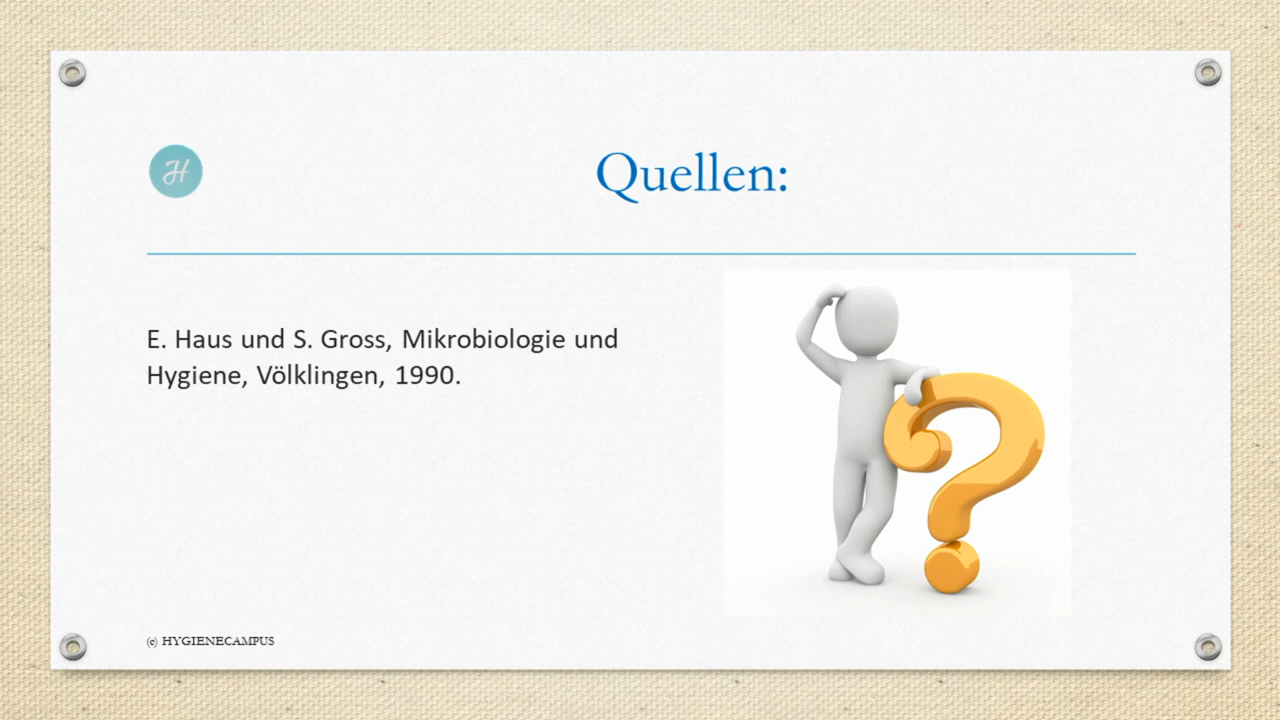 H
Quellen:
E. Haus und S. Gross, Mikrobiologie und
Hygiene, Völklingen, 1990.
(c) HYGIENECAMPUS